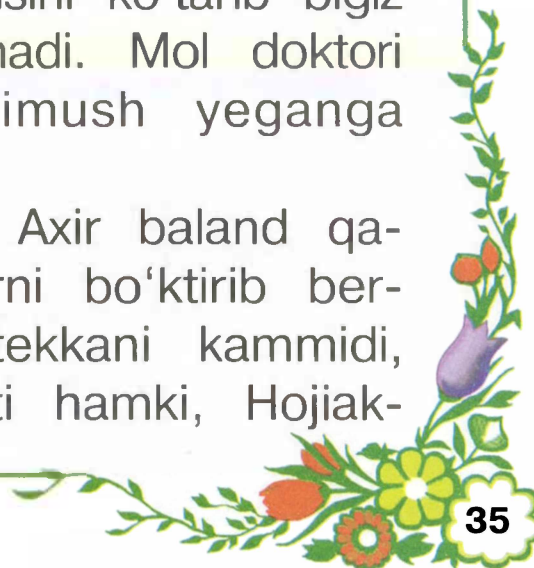 ko‘tarib bigiz
madi. Mol doktori
imush yeganga
Axir baland qa-
rni bo‘ktirib ber-
tekkani kammidi,
ti hamki, Hojiak-
35